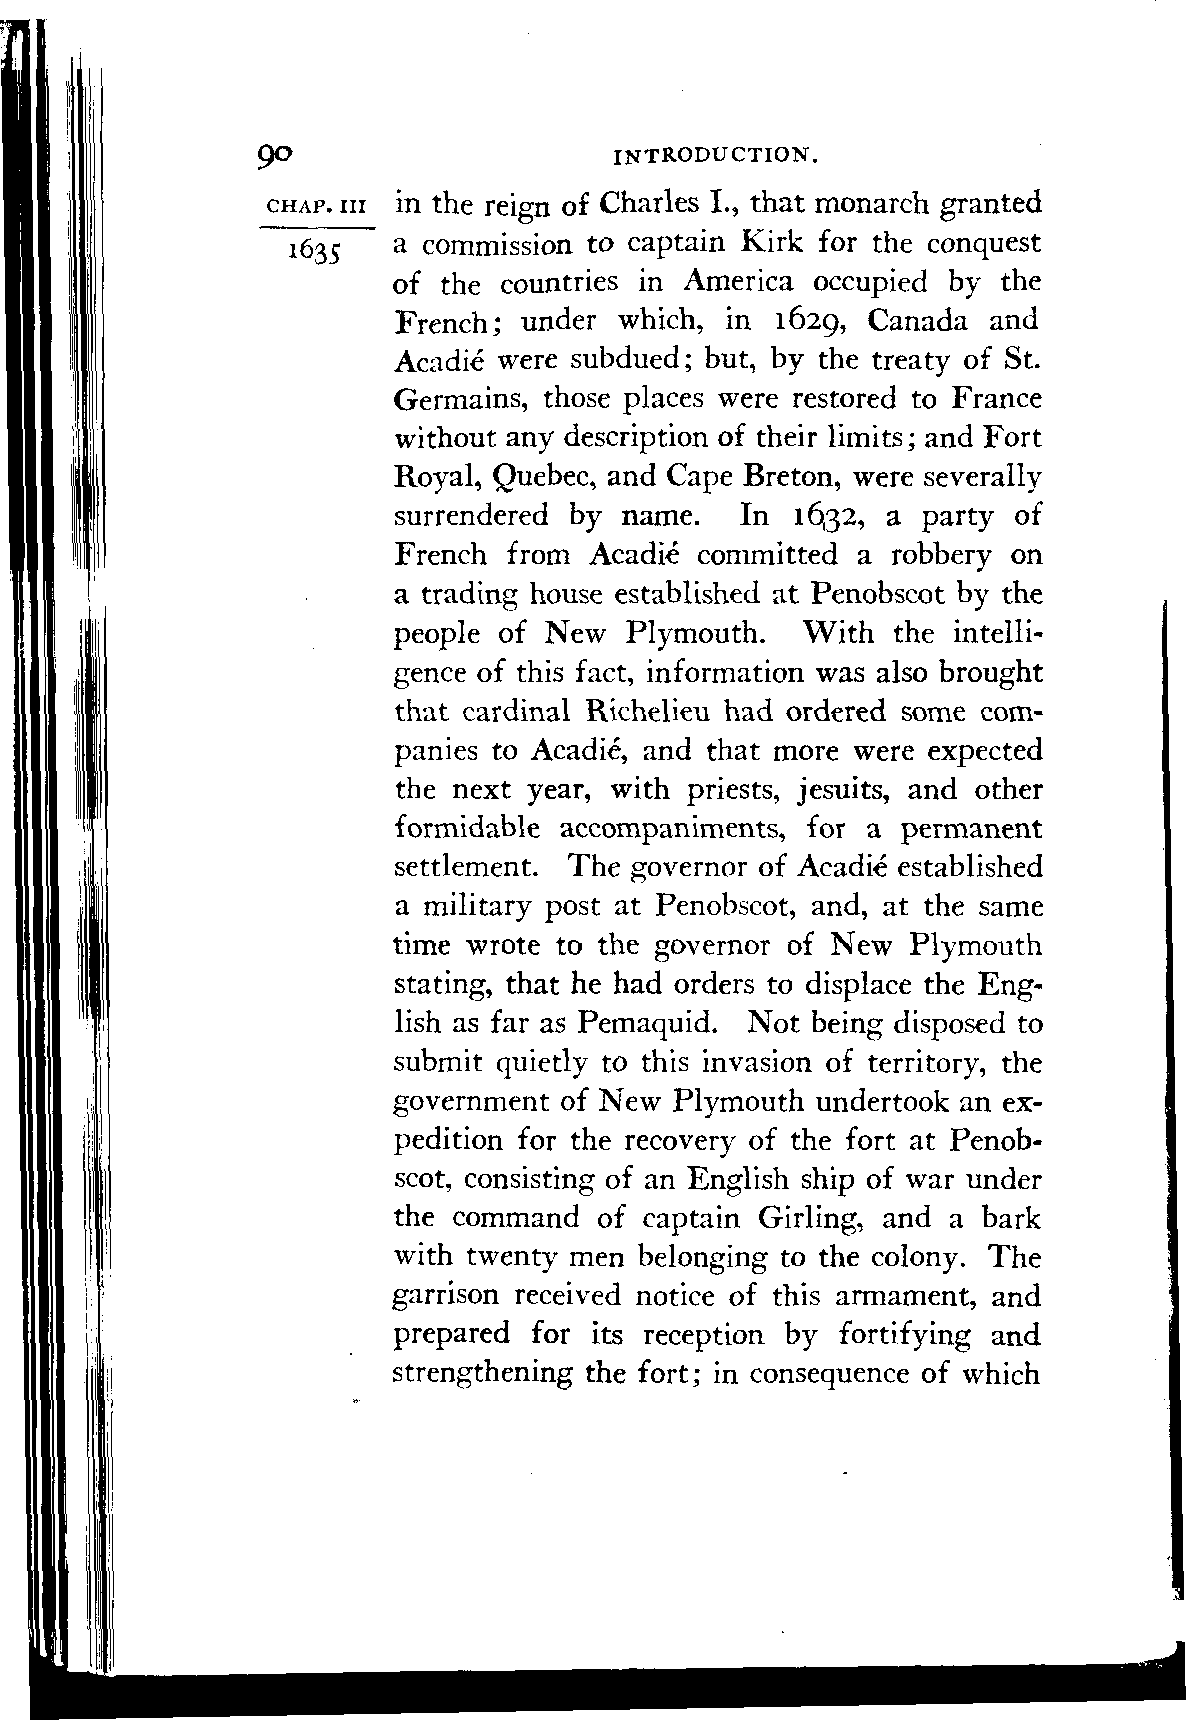 90 INTRODUCTION.
CHAP. III in the reign of Charles I., that monarch granted
1635 a commission to captain Kirk for the conquest
of the countries in America occupied by the
French; under which, in 1629, Canada and
Acadié were subdued; but, by the treaty of St.
Germains, those places were restored to France
without any description of their limits; and Fort
Royal, Quebec, and Cape Breton, were severally
surrendered by name. In 1632, a party of
French from Acadié committed a robbery on
a trading house established at Penobscot by the
people of New Plymouth. With the intelli-
gence of this fact, information was also brought
that cardinal Richelieu had ordered some com-
panies to Acadié, and that more were expected
the next year, with priests, jesuits, and other
formidable accompaniments, for a permanent
settlement. The governor of Acadié established
a military post at Penobscot, and, at the same
time wrote to the governor of New Plymouth
stating, that he had orders to displace the Eng-
lish as far as Pemaquid. Not being disposed to
submit quietly to this invasion of territory, the
government of New Plymouth undertook an ex-
pedition for the recovery of the fort at Penob-
scot, consisting of an English ship of war under
the command of captain Girling, and a bark
with twenty men belonging to the colony. The
garrison received notice of this armament, and
prepared for its reception by fortifying and
strengthening the fort; in consequence of which